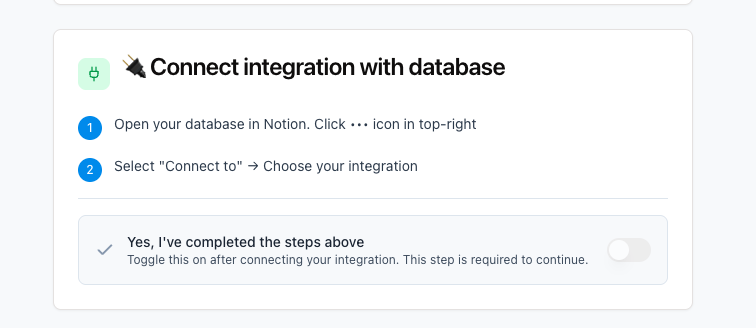 🔌 Connect integration with database
1 Open your database in Notion. Click ••• icon in top-right
2 Select "Connect to" → Choose your integration
Yes, I've completed the steps above
Toggle this on after connecting your integration. This step is required to continue.